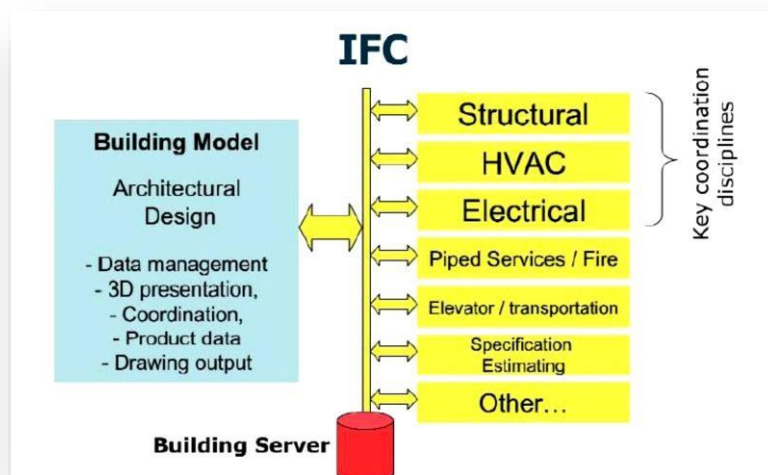 IFC
Building Model
Architectural
Design
- Data management
- 3D presentation,
- Coordination,
- Product data
- Drawing output
Structural
HVAC
Electrical
Piped Services / Fire
Elevator / transportation
Specification
Estimating
Other...
Key coordination
disciplines
Building Server